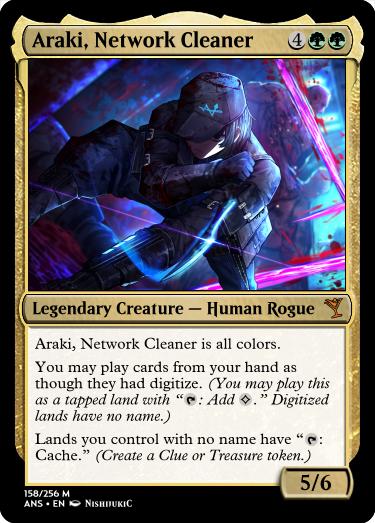 Araki, Network Cleaner 4
Legendary Creature — Human Rogue
Araki, Network Cleaner is all colors.
You may play cards from your hand as
though they had digitize. (You may play this
as a tapped land with “: Add .” Digitized
lands have no name.)
Lands you control with no name have “:
Cache.” (Create a Clue or Treasure token.)
5/6
158/256 M
ANS • EN NishijukiC